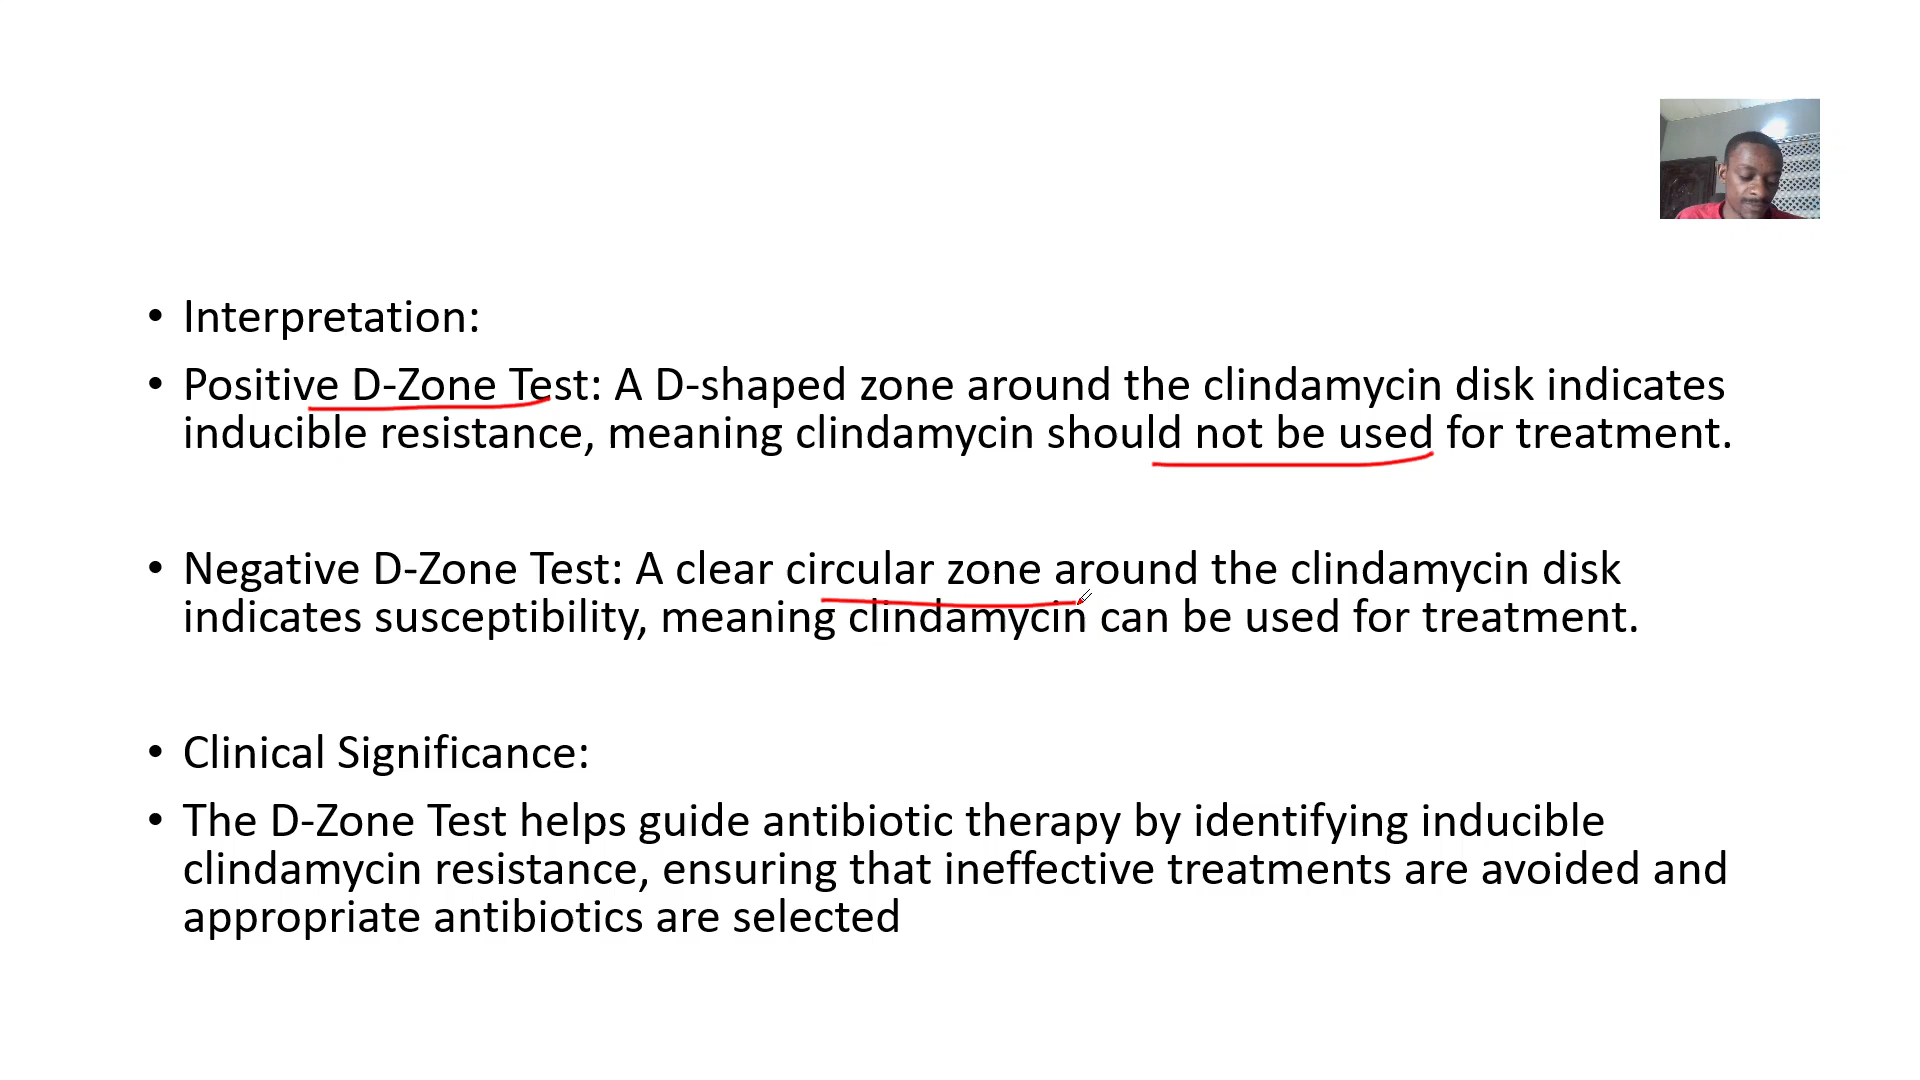 • Interpretation:
• Positive D-Zone Test: A D-shaped zone around the clindamycin disk indicates
inducible resistance, meaning clindamycin should not be used for treatment.
• Negative D-Zone Test: A clear circular zone around the clindamycin disk
indicates susceptibility, meaning clindamycin can be used for treatment.
• Clinical Significance:
• The D-Zone Test helps guide antibiotic therapy by identifying inducible
clindamycin resistance, ensuring that ineffective treatments are avoided and
appropriate antibiotics are selected